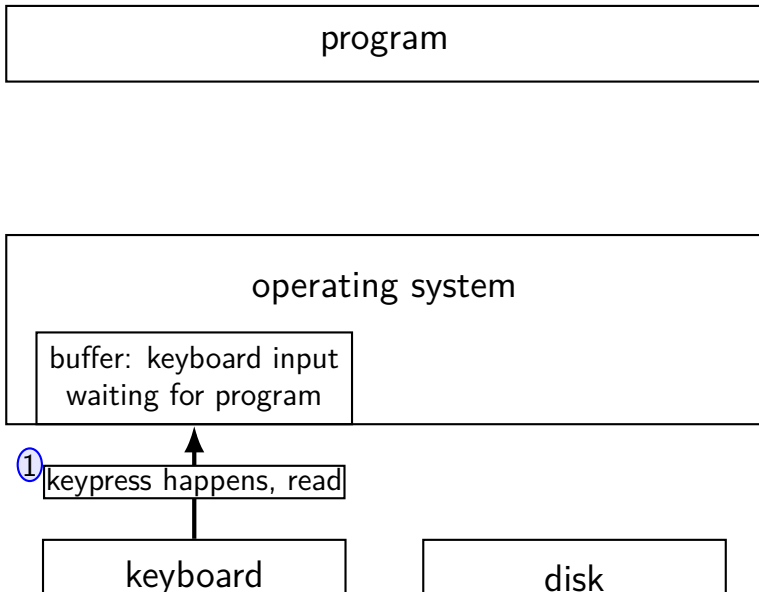 program
operating system
buffer: keyboard input
waiting for program
1
keypress happens, read
keyboard
disk